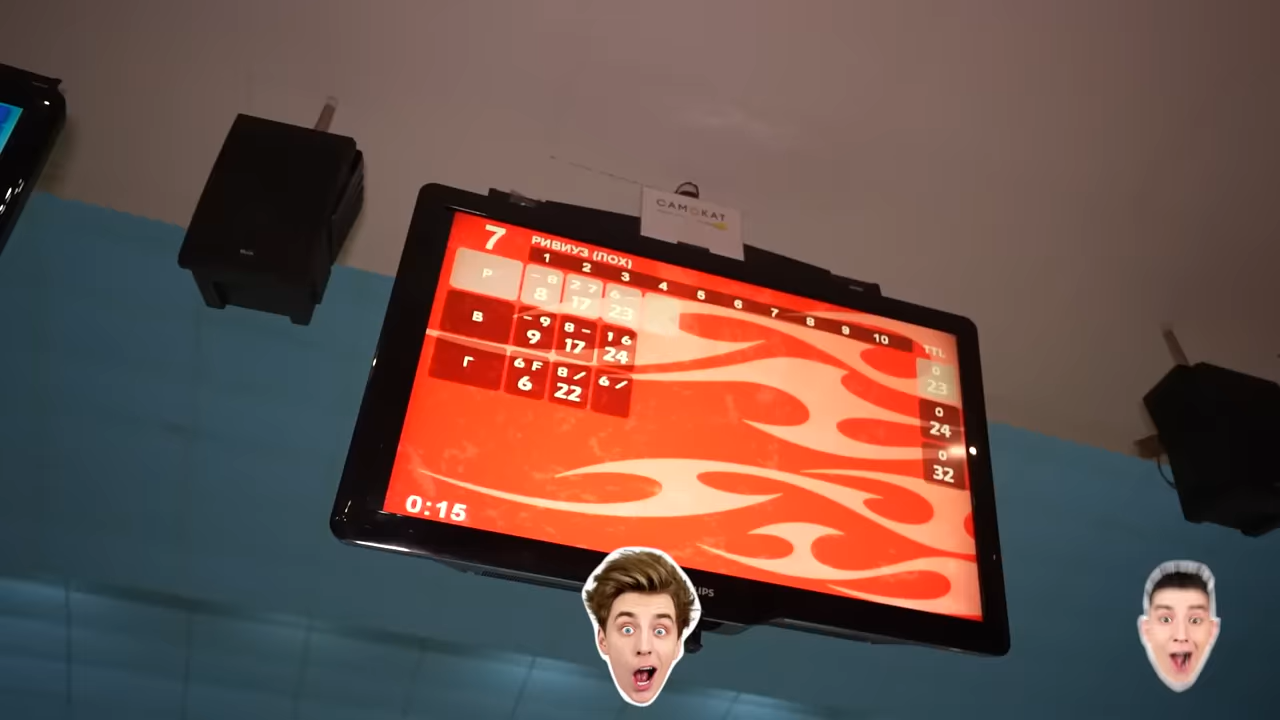 САМОКАТ
7 РИВИУЗ (ЛОХ)
1 2 3 4 5 6 7 8 9 10 TTL
Р - 8 2 7 6 - 0
8 17 23 23
В - 9 8 - 1 6 0
9 17 24 24
Г 6 F 8 / 6 / 0
6 22 32
0:15